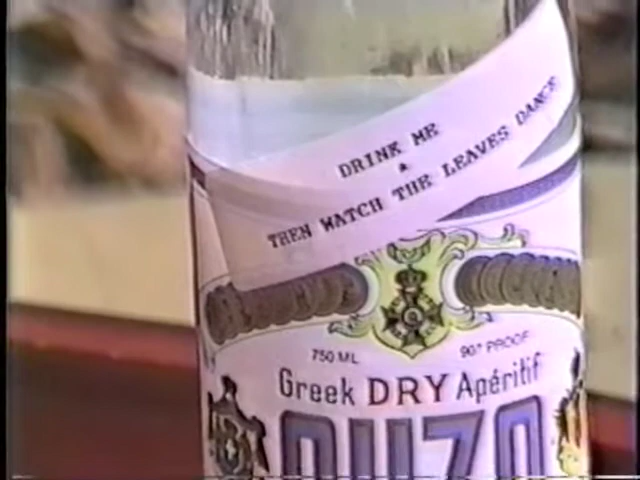 DRINK ME
&
THEN WATCH THE LEAVES DANCE
750 ML 90° PROOF
Greek DRY Apéritif
OUZO